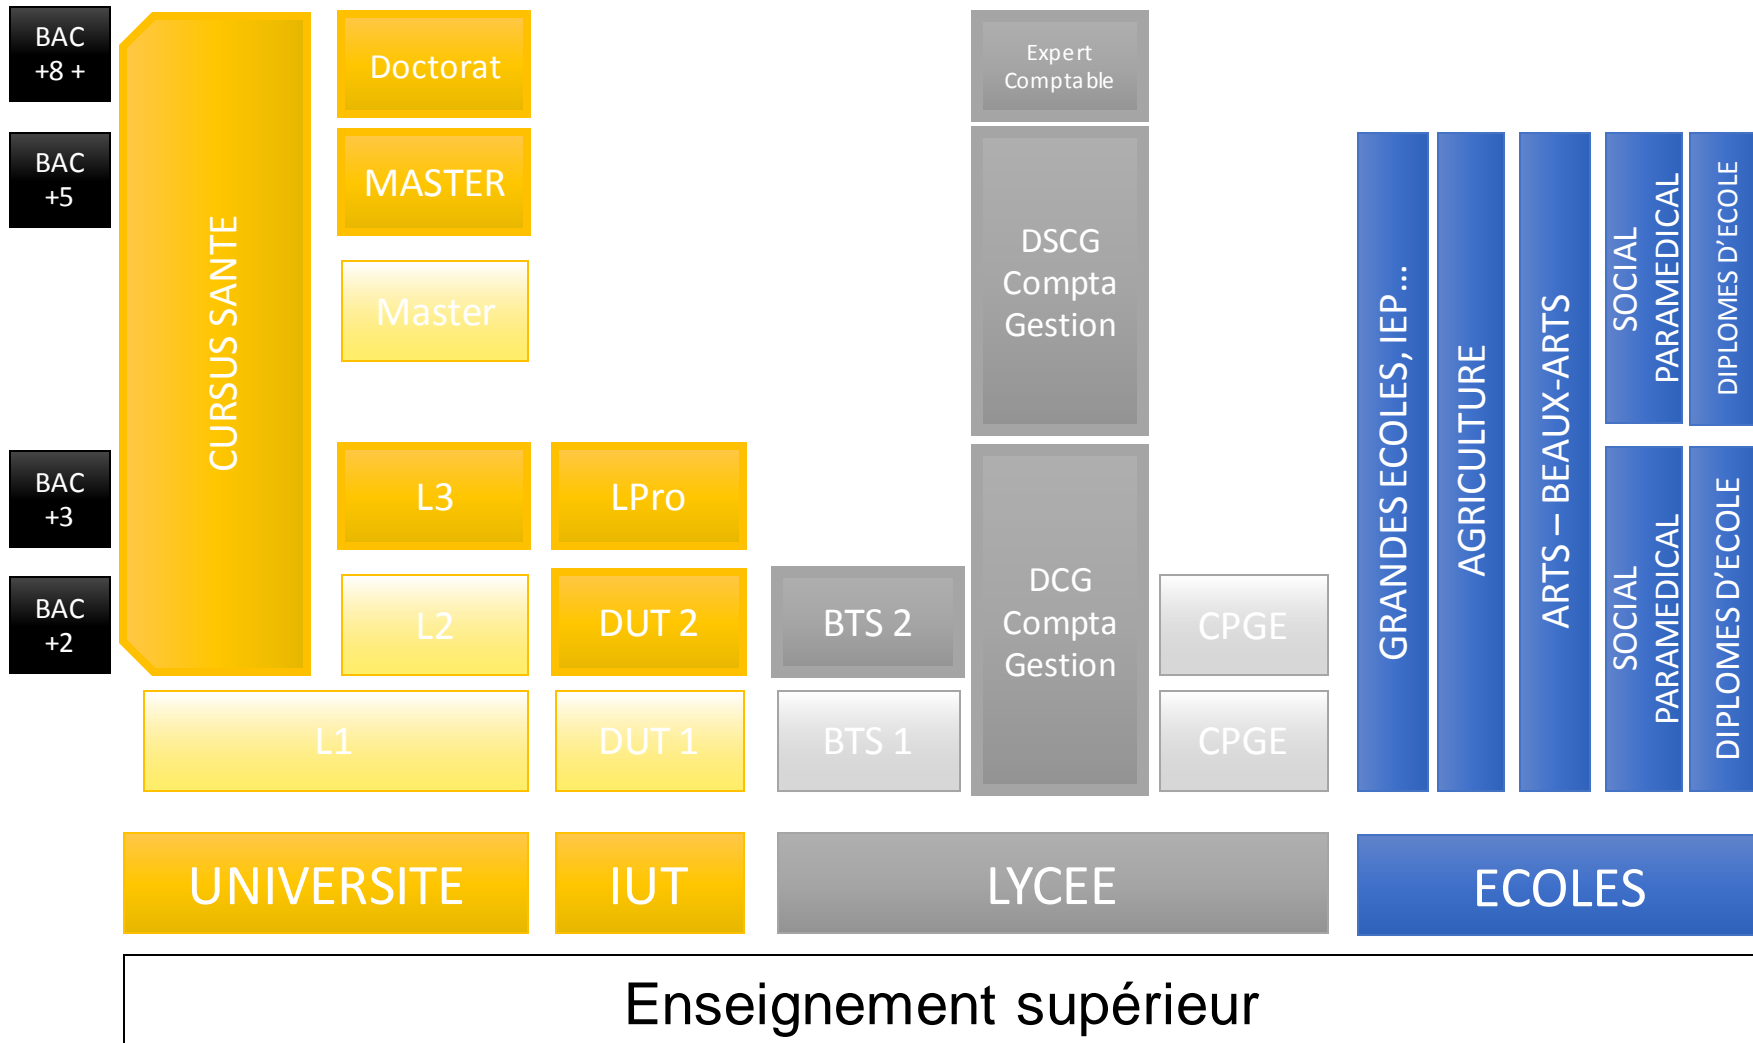 BAC
+8 +
Doctorat
Expert
Comptable
BAC
+5
MASTER
Master
CURSUS SANTE
DSCG
Compta
Gestion
GRANDES ECOLES, IEP...
AGRICULTURE
ARTS – BEAUX-ARTS
SOCIAL
PARAMEDICAL
DIPLOMES D’ECOLE
BAC
+3
L3
LPro
BAC
+2
L2
DUT 2
BTS 2
DCG
Compta
Gestion
CPGE
SOCIAL
PARAMEDICAL
DIPLOMES D’ECOLE
L1
DUT 1
BTS 1
CPGE
UNIVERSITE
IUT
LYCEE
ECOLES
Enseignement supérieur